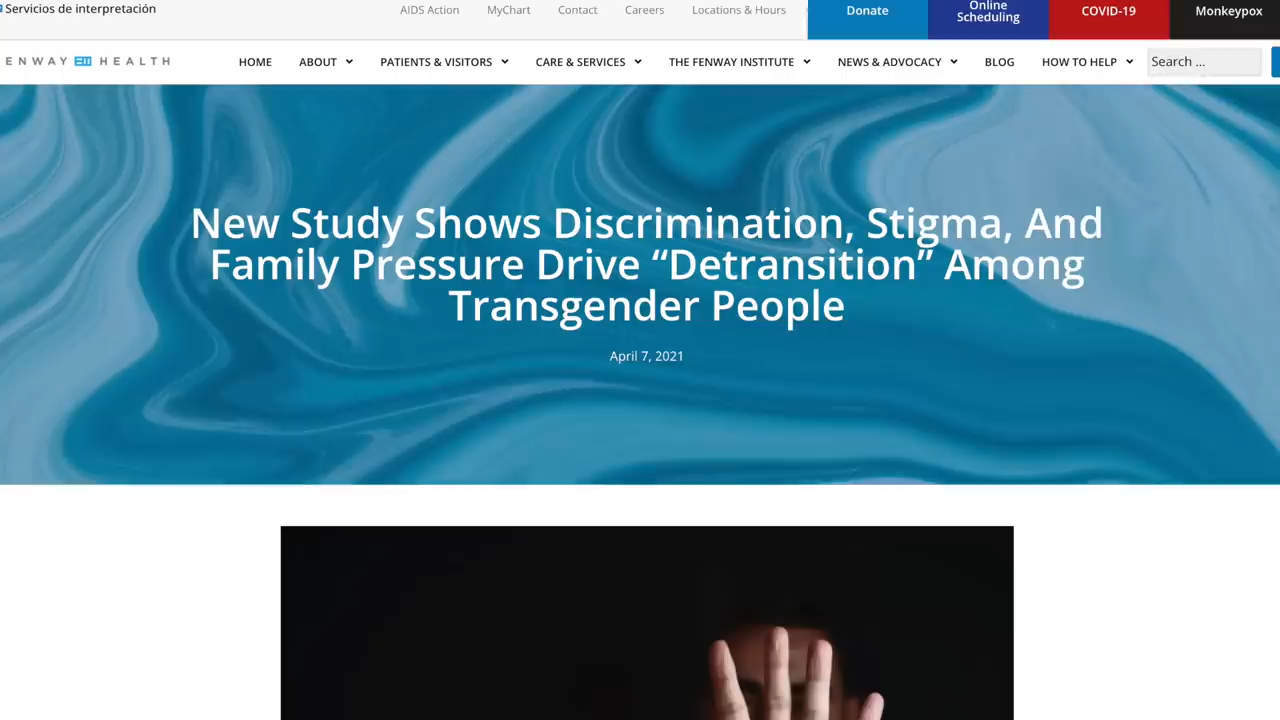 Servicios de interpretación
AIDS Action MyChart Contact Careers Locations & Hours
Donate
Online
Scheduling
COVID-19
Monkeypox
ENWAY HEALTH
HOME ABOUT PATIENTS & VISITORS CARE & SERVICES THE FENWAY INSTITUTE NEWS & ADVOCACY BLOG HOW TO HELP
Search ...
New Study Shows Discrimination, Stigma, And
Family Pressure Drive “Detransition” Among
Transgender People
April 7, 2021